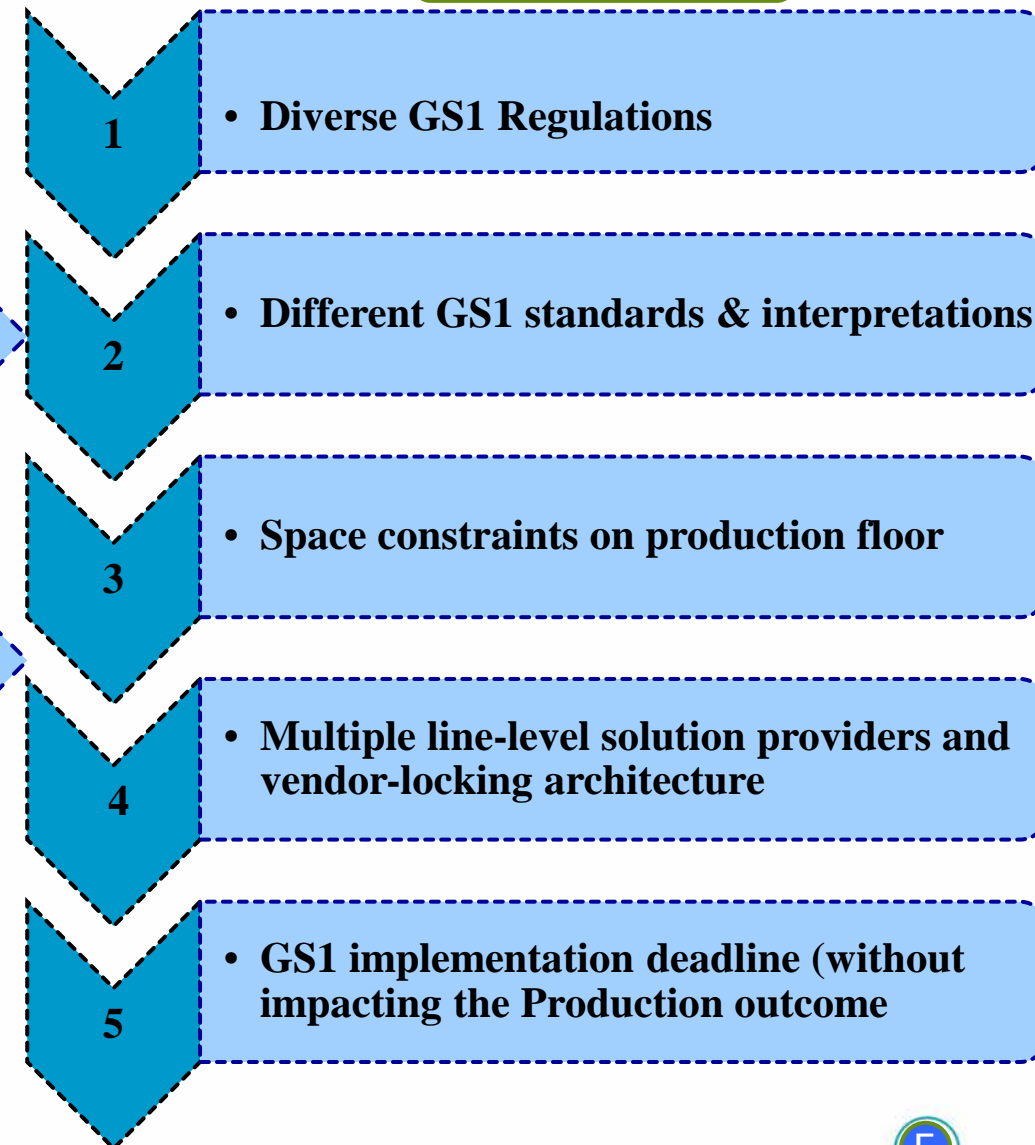 1
• Diverse GS1 Regulations
2
• Different GS1 standards & interpretations
3
• Space constraints on production floor
4
• Multiple line-level solution providers and
vendor-locking architecture
5
• GS1 implementation deadline (without
impacting the Production outcome